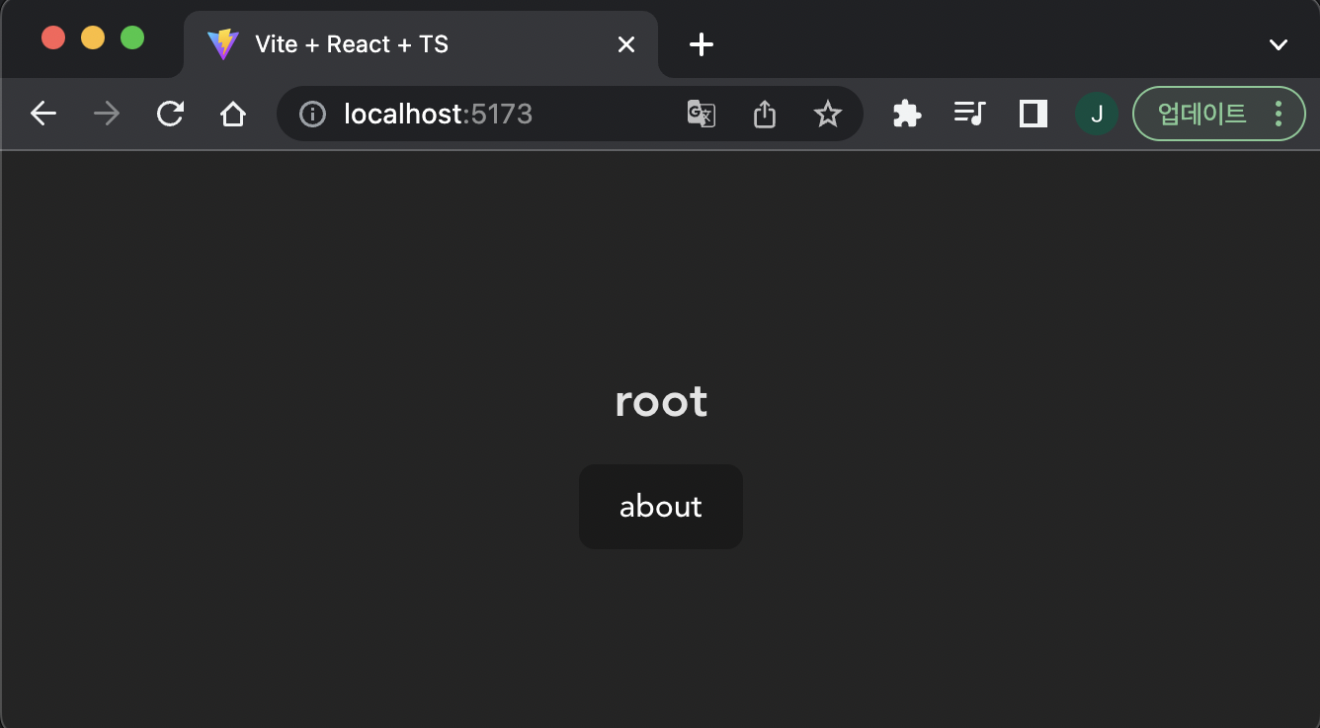 Vite + React + TS
localhost:5173
J
업데이트
root
about